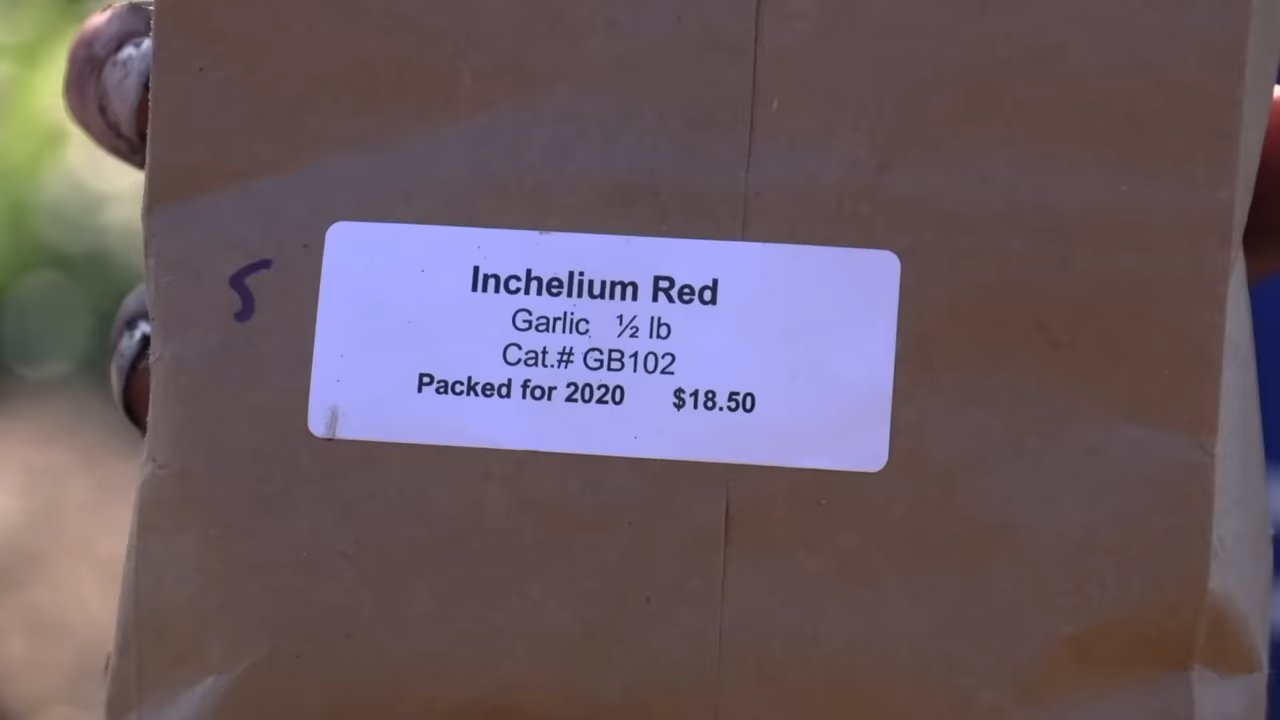 5
Inchelium Red
Garlic ½ lb
Cat.# GB102
Packed for 2020 $18.50